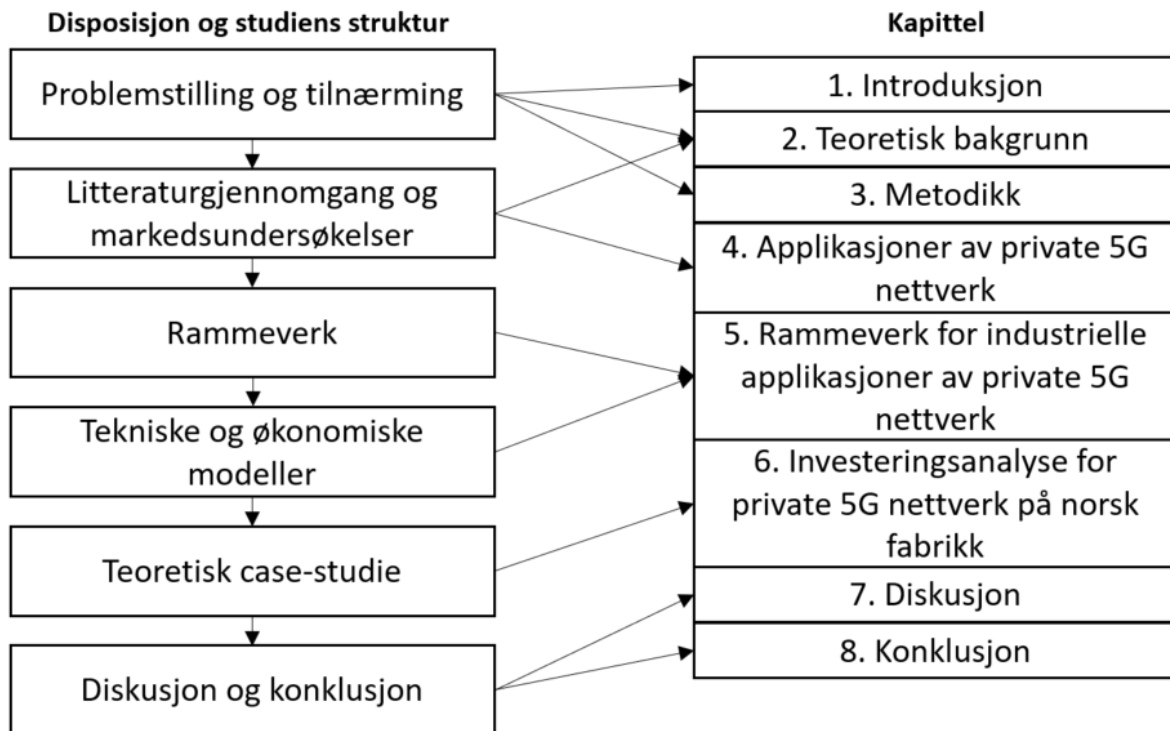 Disposisjon og studiens struktur
Problemstilling og tilnærming
Litteraturgjennomgang og
markedsundersøkelser
Rammeverk
Tekniske og økonomiske
modeller
Teoretisk case-studie
Diskusjon og konklusjon
Kapittel
1. Introduksjon
2. Teoretisk bakgrunn
3. Metodikk
4. Applikasjoner av private 5G
nettverk
5. Rammeverk for industrielle
applikasjoner av private 5G
nettverk
6. Investeringsanalyse for
private 5G nettverk på norsk
fabrikk
7. Diskusjon
8. Konklusjon